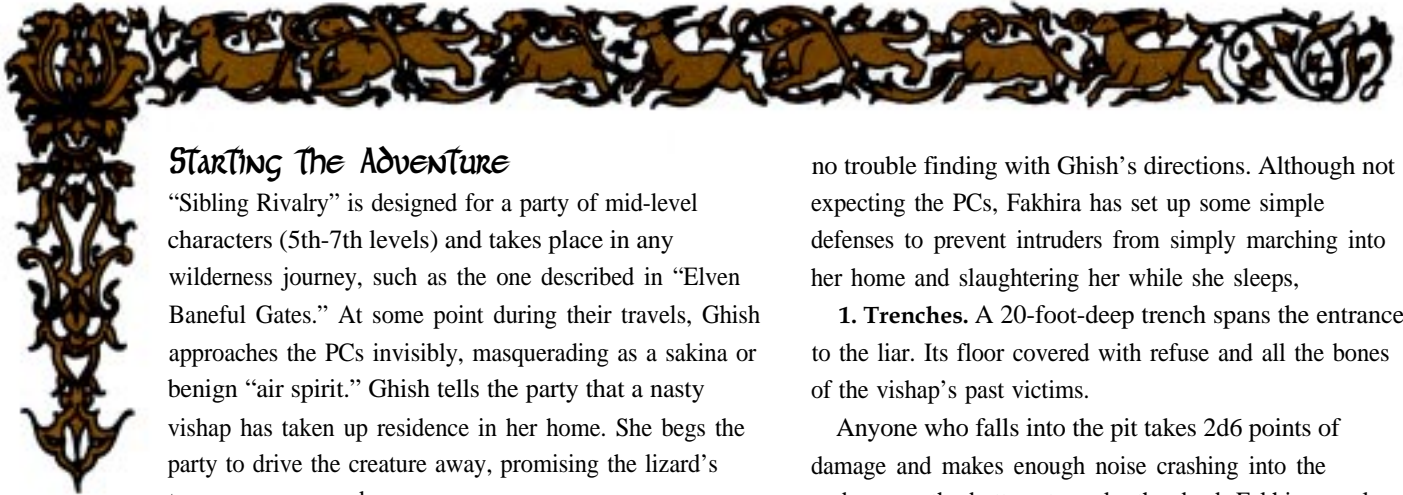 Starting the Adventure
“Sibling Rivalry” is designed for a party of mid-level
characters (5th-7th levels) and takes place in any
wilderness journey, such as the one described in “Elven
Baneful Gates.” At some point during their travels, Ghish
approaches the PCs invisibly, masquerading as a sakina or
benign “air spirit.” Ghish tells the party that a nasty
vishap has taken up residence in her home. She begs the
party to drive the creature away, promising the lizard’s
no trouble finding with Ghish’s directions. Although not
expecting the PCs, Fakhira has set up some simple
defenses to prevent intruders from simply marching into
her home and slaughtering her while she sleeps,
1. Trenches. A 20-foot-deep trench spans the entrance
to the liar. Its floor covered with refuse and all the bones
of the vishap’s past victims.
Anyone who falls into the pit takes 2d6 points of
damage and makes enough noise crashing into the